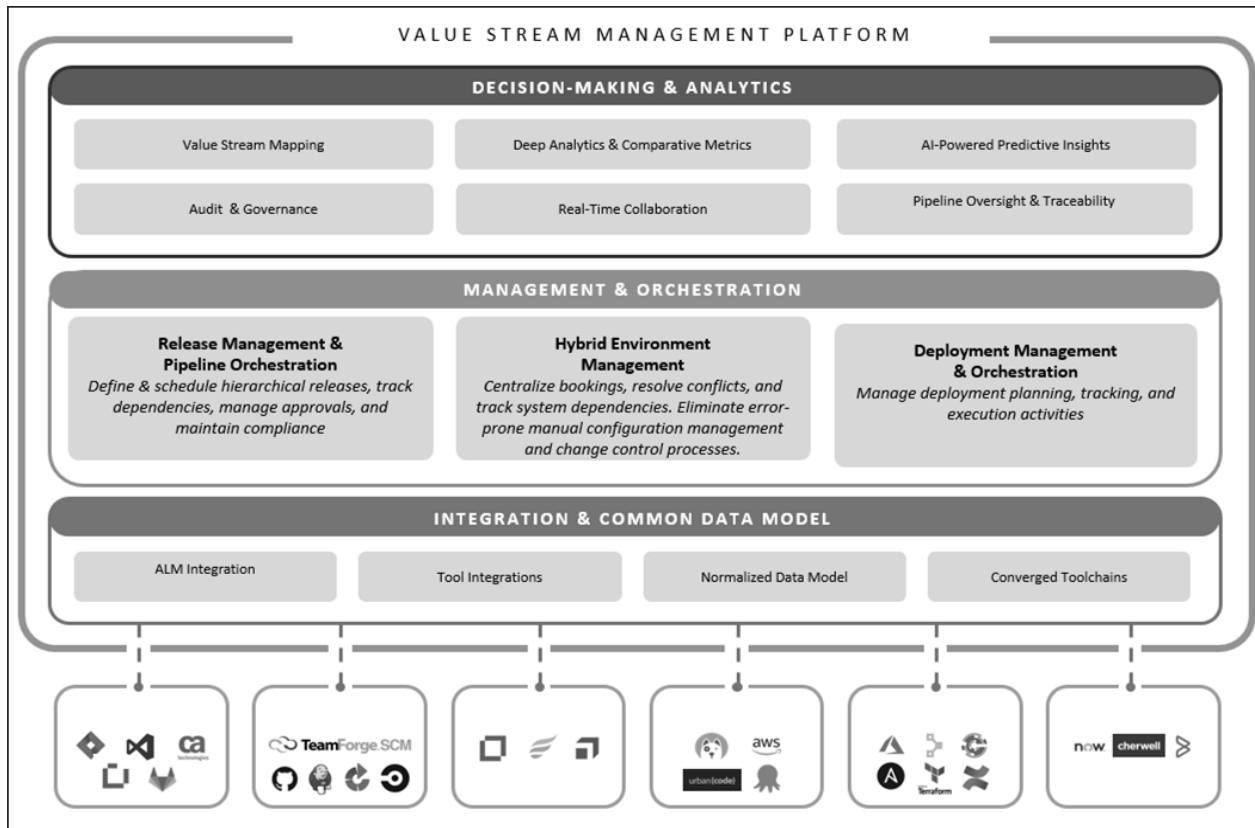 VALUE STREAM MANAGEMENT PLATFORM
DECISION-MAKING & ANALYTICS
Value Stream Mapping
Deep Analytics & Comparative Metrics
AI-Powered Predictive Insights
Audit & Governance
Real-Time Collaboration
Pipeline Oversight & Traceability
MANAGEMENT & ORCHESTRATION
Release Management &
Pipeline Orchestration
Define & schedule hierarchical releases, track
dependencies, manage approvals, and
maintain compliance
Hybrid Environment
Management
Centralize bookings, resolve conflicts, and
track system dependencies. Eliminate error-
prone manual configuration management
and change control processes.
Deployment Management
& Orchestration
Manage deployment planning, tracking, and
execution activities
INTEGRATION & COMMON DATA MODEL
ALM Integration
Tool Integrations
Normalized Data Model
Converged Toolchains
ca
technologies
TeamForge.SCM
aws
urban{code}
A
Terraform
now
cherwell